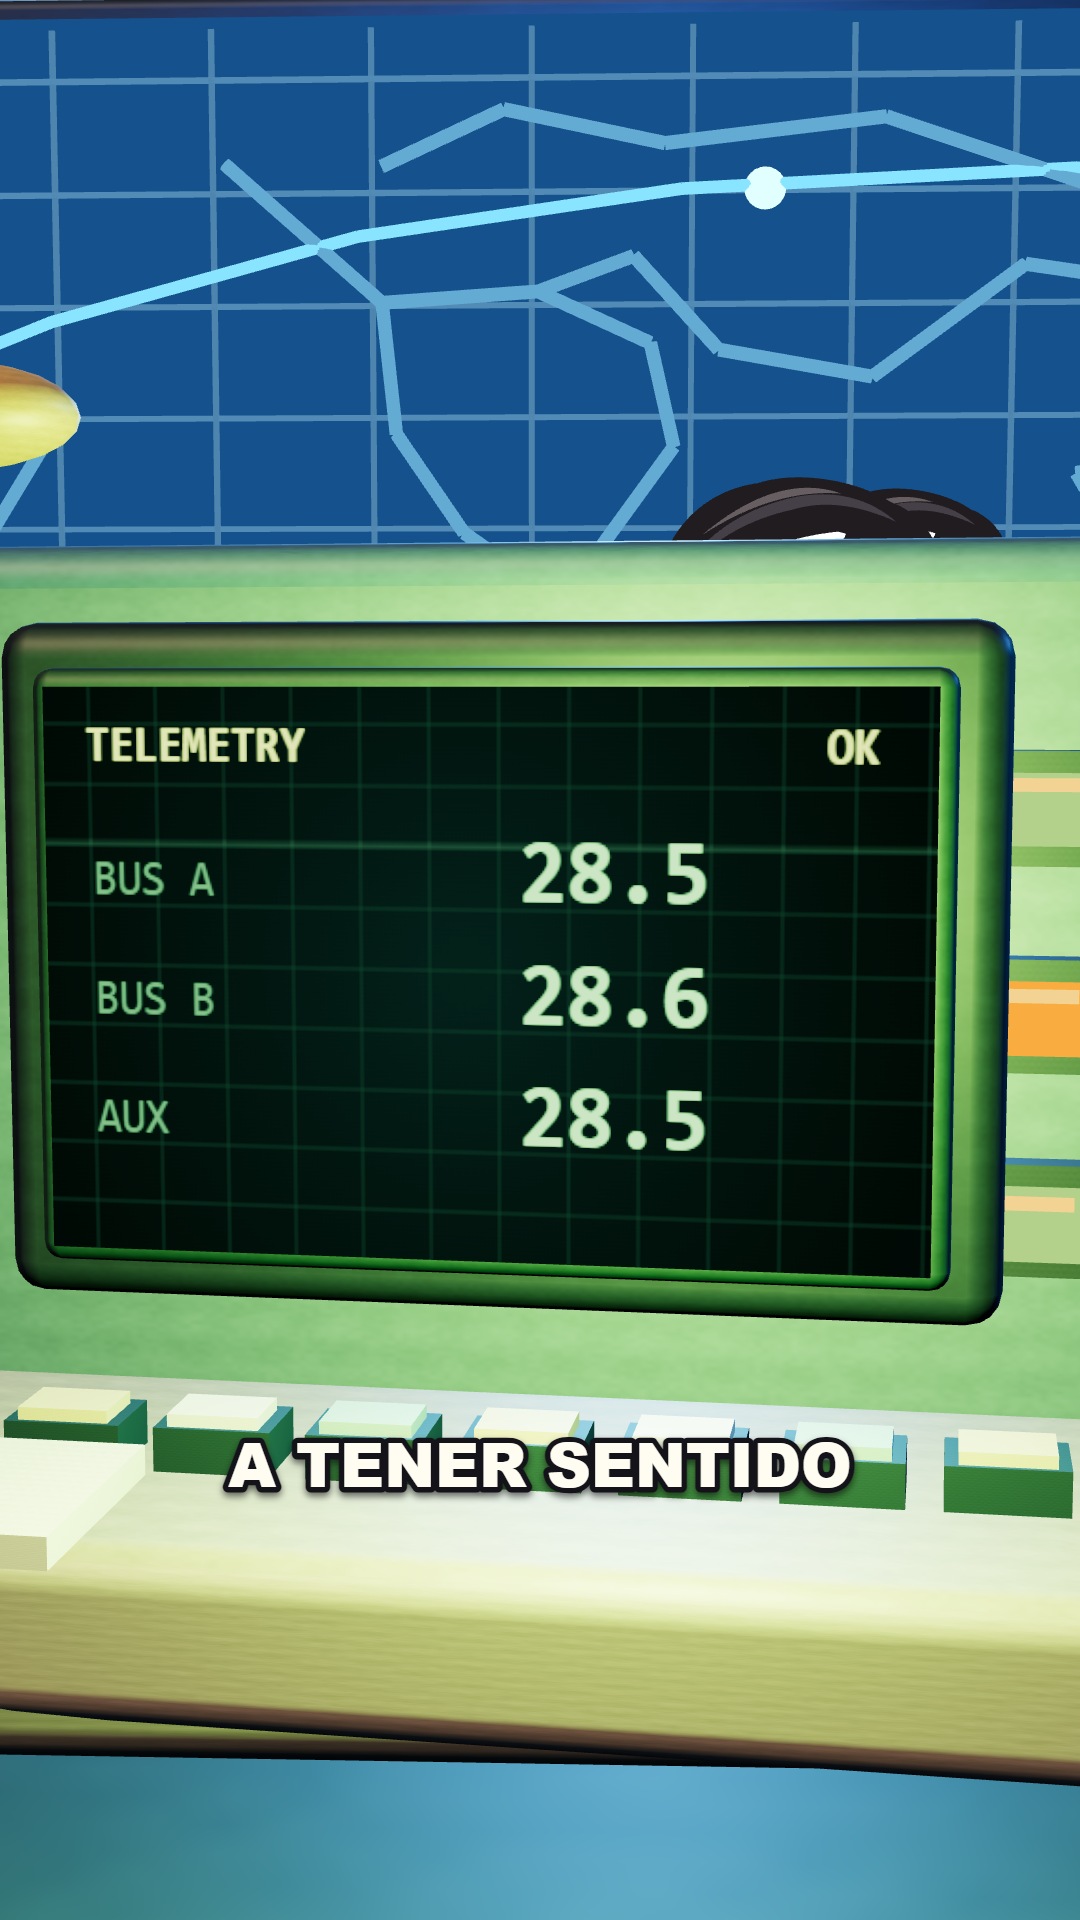 TELEMETRY OK
BUS A 28.5
BUS B 28.6
AUX 28.5
A TENER SENTIDO